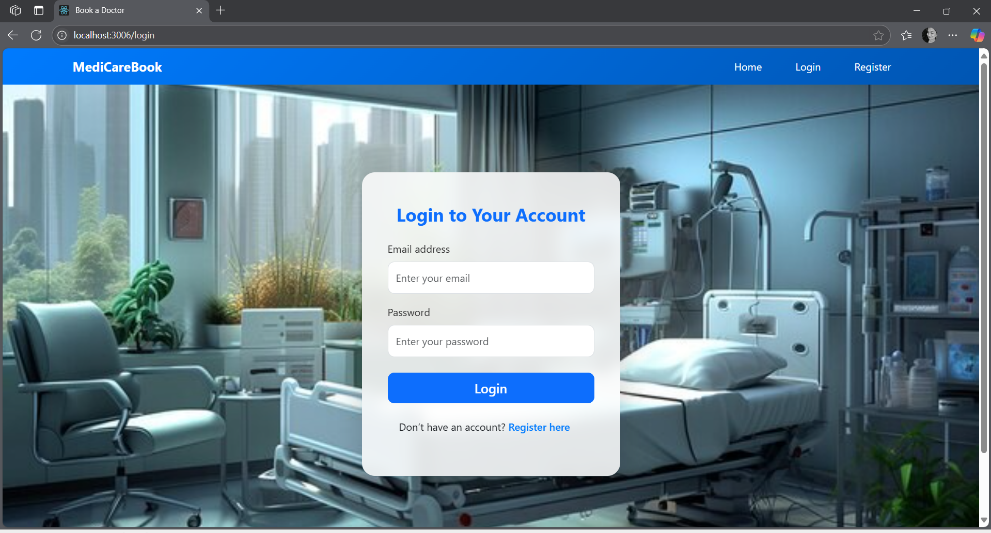 Book a Doctor
localhost:3006/login
MediCareBook
Home
Login
Register
Login to Your Account
Email address
Enter your email
Password
Enter your password
Login
Don't have an account? Register here